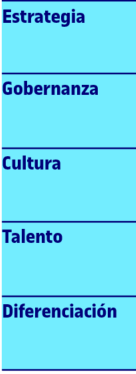 Estrategia
Gobernanza
Cultura
Talento
Diferenciación